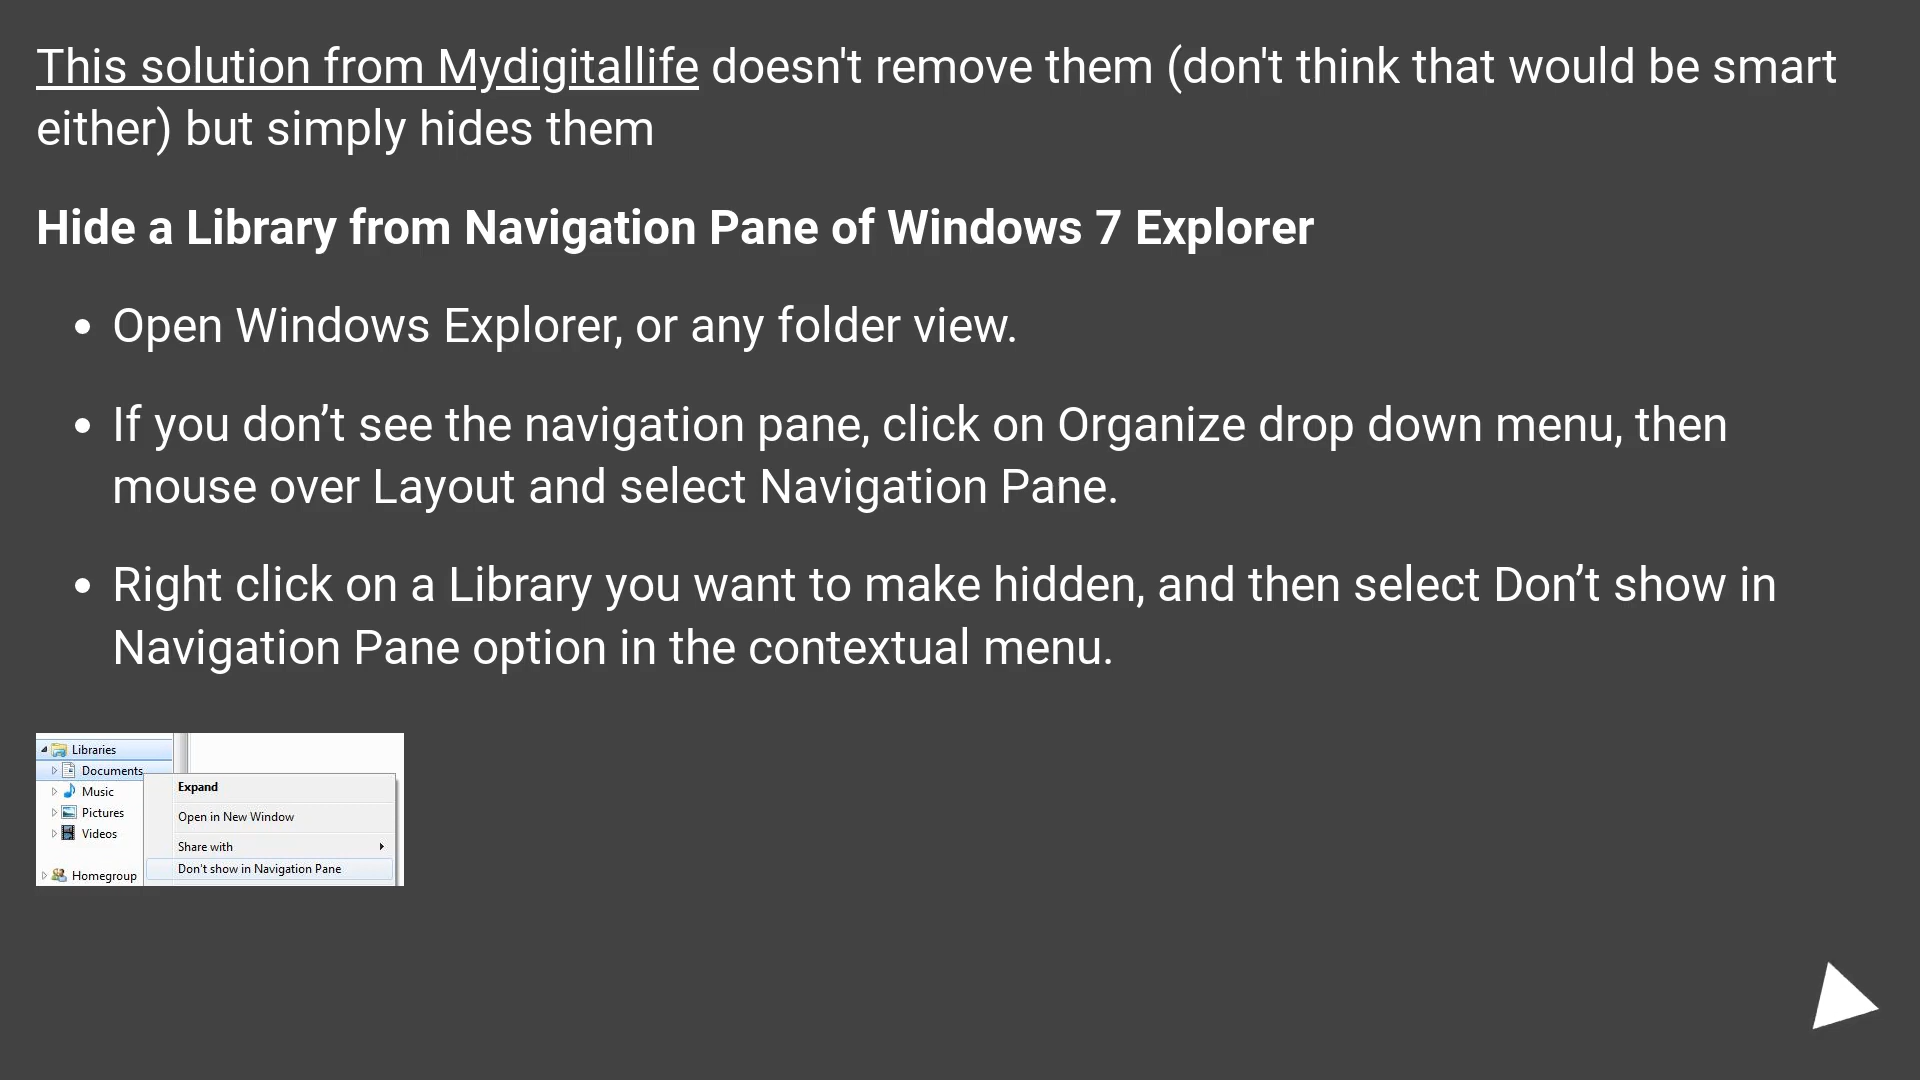 This solution from Mydigitallife doesn't remove them (don't think that would be smart
either) but simply hides them
Hide a Library from Navigation Pane of Windows 7 Explorer
Open Windows Explorer, or any folder view.
If you don’t see the navigation pane, click on Organize drop down menu, then
mouse over Layout and select Navigation Pane.
Right click on a Library you want to make hidden, and then select Don’t show in
Navigation Pane option in the contextual menu.
Libraries
Documents
Music
Pictures
Videos
Homegroup
Expand
Open in New Window
Share with
Don't show in Navigation Pane